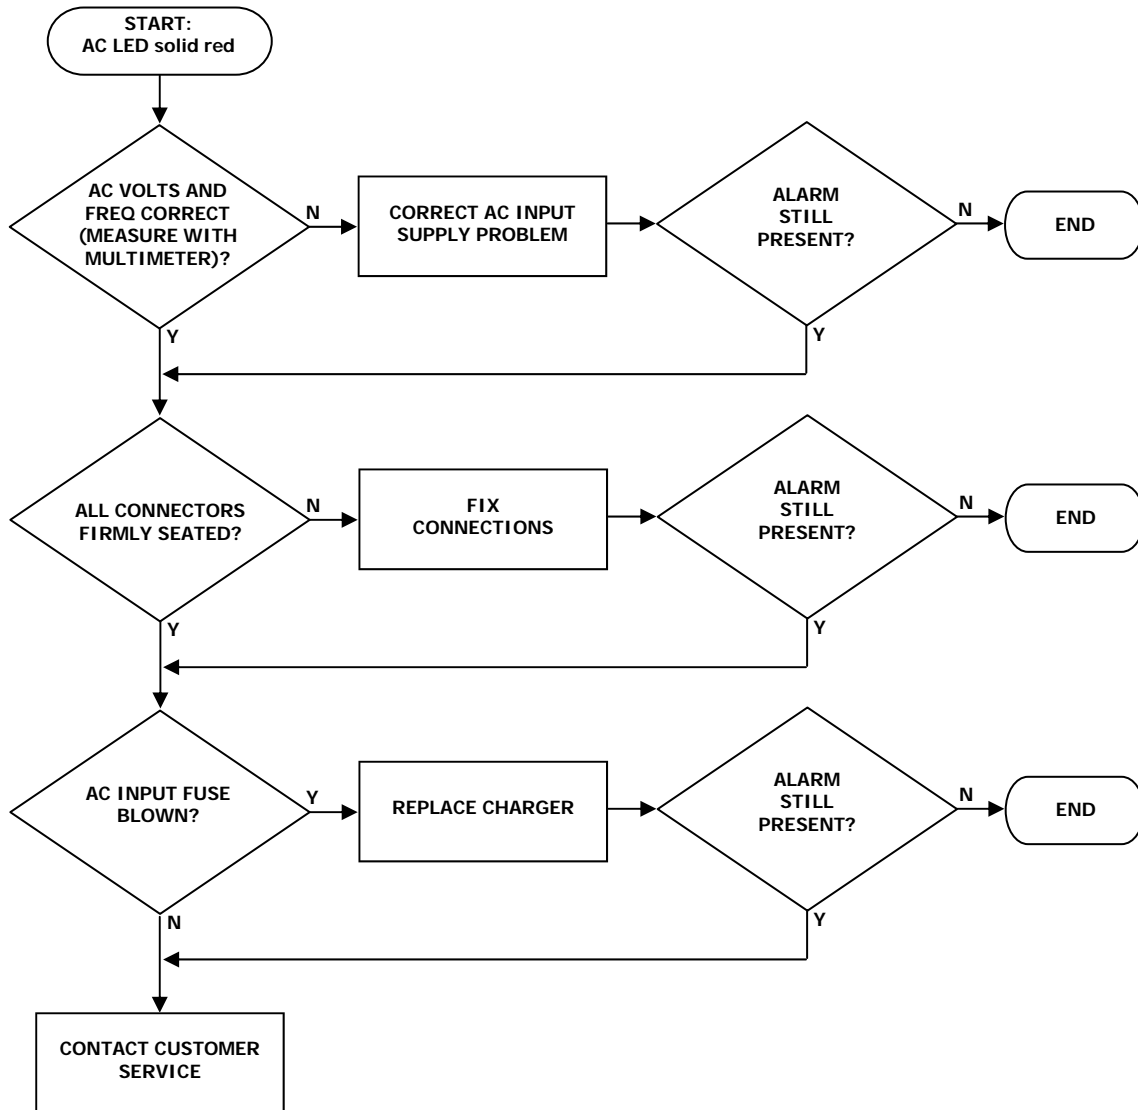 START:
AC LED solid red
AC VOLTS AND
FREQ CORRECT
(MEASURE WITH
MULTIMETER)?
N
CORRECT AC INPUT
SUPPLY PROBLEM
ALARM
STILL
PRESENT?
N
END
Y
Y
ALL CONNECTORS
FIRMLY SEATED?
N
FIX
CONNECTIONS
ALARM
STILL
PRESENT?
N
END
Y
Y
AC INPUT FUSE
BLOWN?
Y
REPLACE CHARGER
ALARM
STILL
PRESENT?
N
END
N
Y
CONTACT CUSTOMER
SERVICE